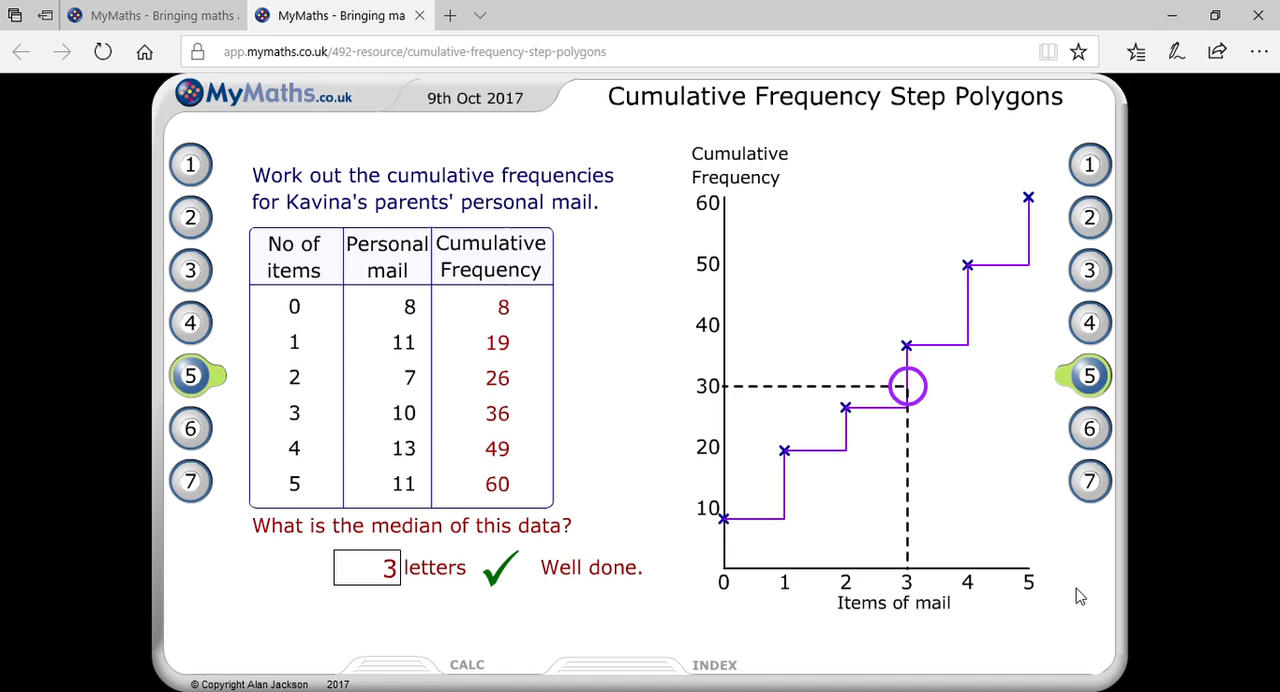 MyMaths - Bringing maths a
MyMaths - Bringing ma
app.mymaths.co.uk/492-resource/cumulative-frequency-step-polygons
MyMaths.co.uk
9th Oct 2017
Cumulative Frequency Step Polygons
1
2
3
4
5
6
7
Work out the cumulative frequencies
for Kavina's parents' personal mail.
No of Personal Cumulative
items mail Frequency
0 8 8
1 11 19
2 7 26
3 10 36
4 13 49
5 11 60
What is the median of this data?
3 letters Well done.
Cumulative
Frequency
60
50
40
30
20
10
0 1 2 3 4 5
Items of mail
1
2
3
4
5
6
7
CALC INDEX
© Copyright Alan Jackson 2017